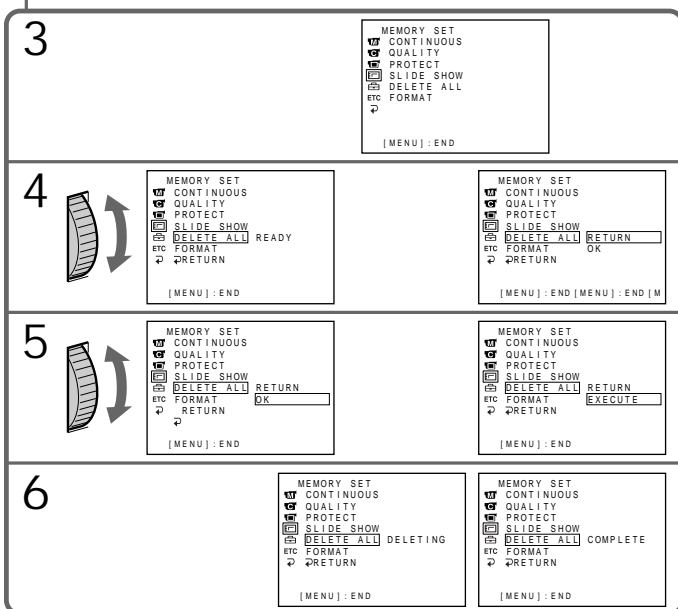 3
MEMORY SET
CONTINUOUS
QUALITY
PROTECT
SLIDE SHOW
DELETE ALL
ETC FORMAT
[MENU] : END
4
MEMORY SET
CONTINUOUS
QUALITY
PROTECT
SLIDE SHOW
DELETE ALL READY
ETC FORMAT
RETURN
[MENU] : END
MEMORY SET
CONTINUOUS
QUALITY
PROTECT
SLIDE SHOW
DELETE ALL RETURN
ETC FORMAT OK
RETURN
[MENU] : END [MENU] : END [M
5
MEMORY SET
CONTINUOUS
QUALITY
PROTECT
SLIDE SHOW
DELETE ALL RETURN
ETC FORMAT OK
RETURN
[MENU] : END
MEMORY SET
CONTINUOUS
QUALITY
PROTECT
SLIDE SHOW
DELETE ALL RETURN
ETC FORMAT EXECUTE
RETURN
[MENU] : END
6
MEMORY SET
CONTINUOUS
QUALITY
PROTECT
SLIDE SHOW
DELETE ALL DELETING
ETC FORMAT
RETURN
[MENU] : END
MEMORY SET
CONTINUOUS
QUALITY
PROTECT
SLIDE SHOW
DELETE ALL COMPLETE
ETC FORMAT
RETURN
[MENU] : END